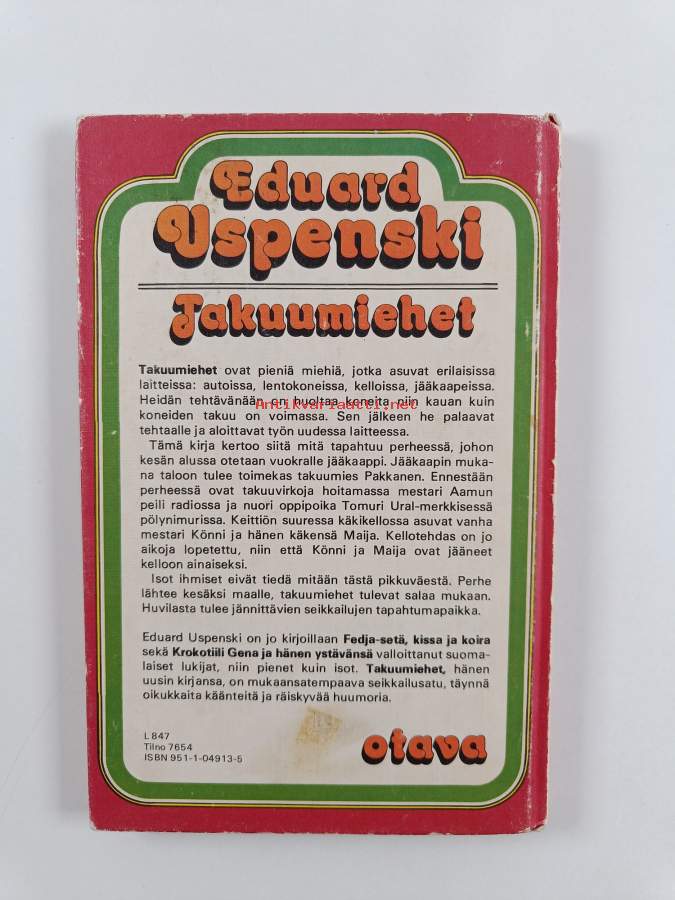 Eduard
Uspenski
Takuumiehet
Takuumiehet ovat pieniä miehiä, jotka asuvat erilaisissa
laitteissa: autoissa, lentokoneissa, kelloissa, jääkaapeissa.
Heidän tehtävänään on huoltaa koneita niin kauan kuin
Antikvariaatti.net
koneiden takuu on voimassa. Sen jälkeen he palaavat
tehtaalle ja aloittavat työn uudessa laitteessa.
Tämä kirja kertoo siitä mitä tapahtuu perheessä, johon
kesän alussa otetaan vuokralle jääkaappi. Jääkaapin muka-
na taloon tulee toimekas takuumies Pakkanen. Ennestään
perheessä ovat takuuvirkoja hoitamassa mestari Aamun
peili radiossa ja nuori oppipoika Tomuri Ural-merkkisessä
pölynimurissa. Keittiön suuressa käkikellossa asuvat vanha
mestari Könni ja hänen käkensä Maija. Kellotehdas on jo
aikoja lopetettu, niin että Könni ja Maija ovat jääneet
kelloon ainaiseksi.
Isot ihmiset eivät tiedä mitään tästä pikkuväestä. Perhe
lähtee kesäksi maalle, takuumiehet tulevat salaa mukaan.
Huvilasta tulee jännittävien seikkailujen tapahtumapaikka.
Eduard Uspenski on jo kirjoillaan Fedja-setä, kissa ja koira
sekä Krokotiili Gena ja hänen ystävänsä valloittanut suoma-
laiset lukijat, niin pienet kuin isot. Takuumiehet, hänen
uusin kirjansa, on mukaansatempaava seikkailusatu, täynnä
oikukkaita käänteitä ja räiskyvää huumoria.
L 847
Tilno 7654
ISBN 951-1-04913-5
otava